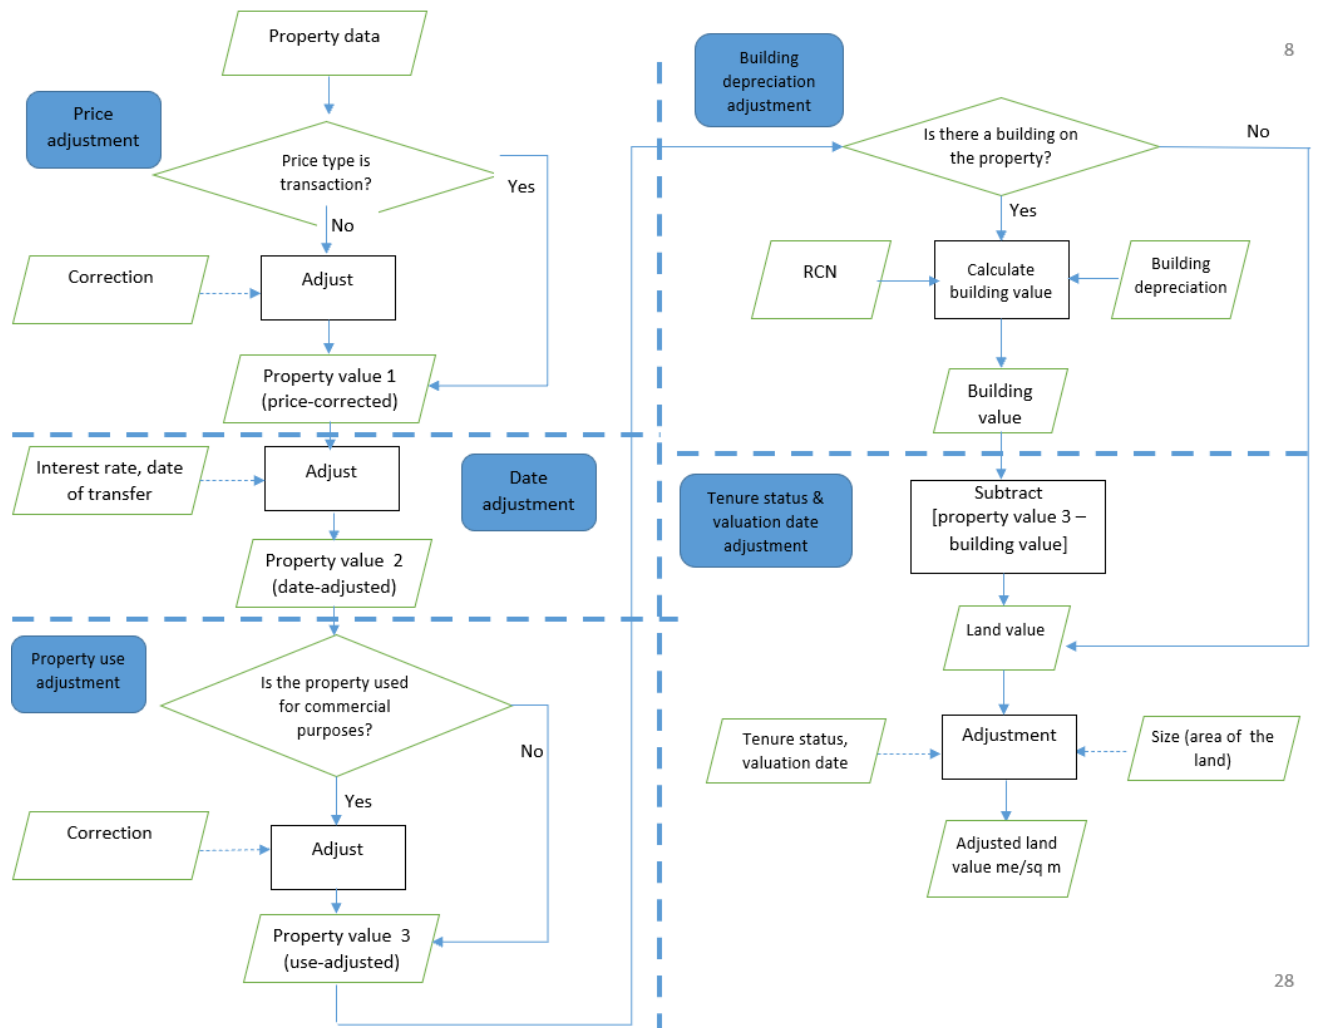 Property data
Price
adjustment
Price type is
transaction?
Yes
No
Correction
Adjust
Property value 1
(price-corrected)
Interest rate, date
of transfer
Adjust
Date
adjustment
Property value  2
(date-adjusted)
Property use
adjustment
Is the property used
for commercial
purposes?
No
Yes
Correction
Adjust
Property value  3
(use-adjusted)
Building
depreciation
adjustment
8
Is there a building on
the property?
No
Yes
RCN
Calculate
building value
Building
depreciation
Building
value
Tenure status &
valuation date
adjustment
Subtract
[property value 3 –
building value]
Land value
Tenure status,
valuation date
Adjustment
Size (area of  the
land)
Adjusted land
value me/sq m
28